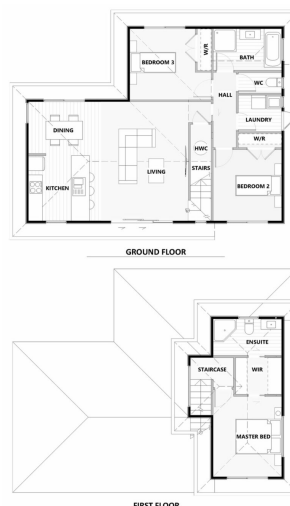 BEDROOM 3
W/R
BATH
WC
HALL
LAUNDRY
DINING
W/R
HWC
LIVING
STAIRS
KITCHEN
BEDROOM 2
GROUND FLOOR
ENSUITE
STAIRCASE
WIR
MASTER BED
FIRST FLOOR